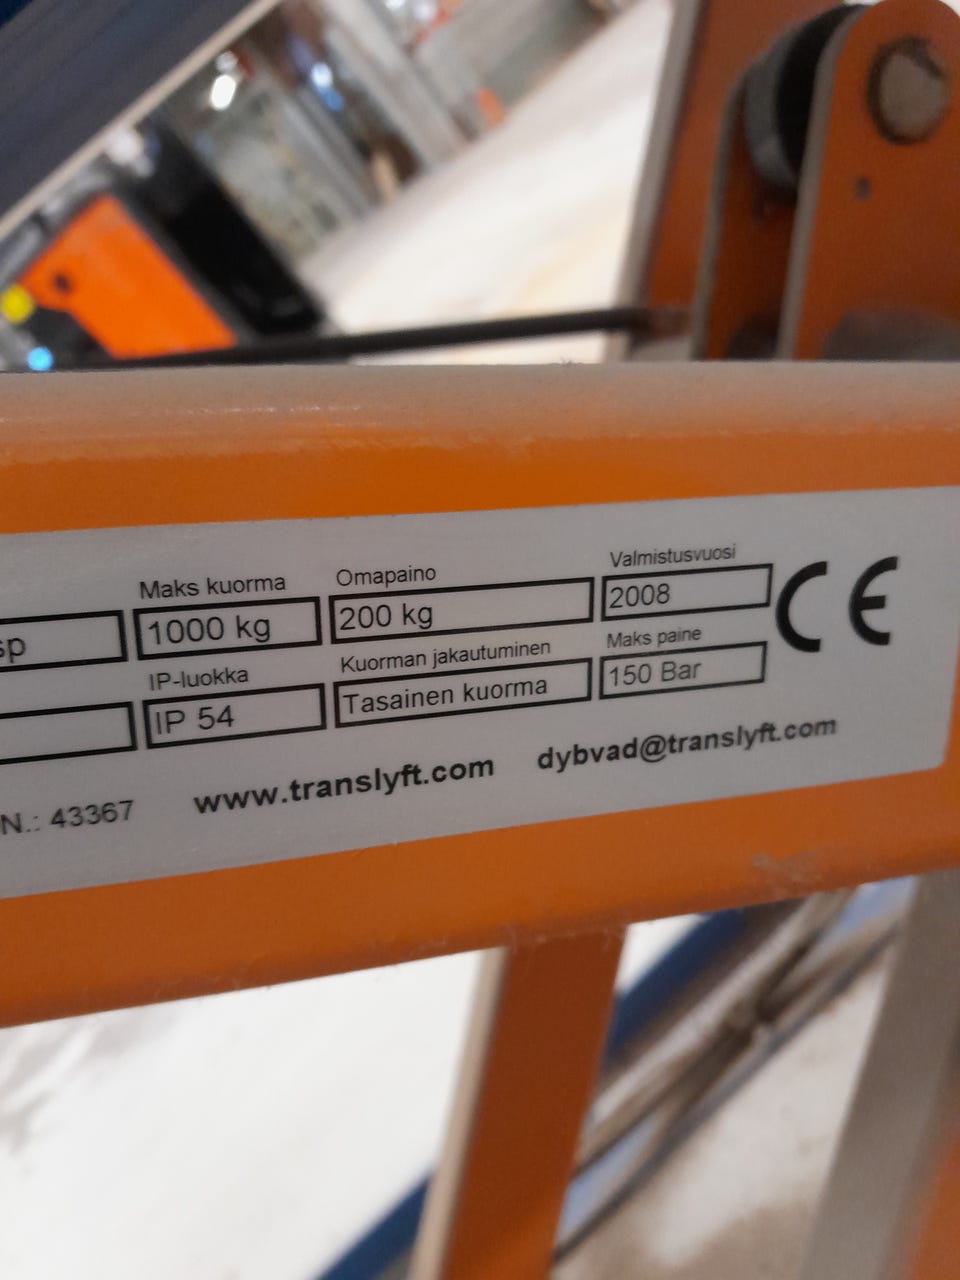 Maks kuorma Omapaino Valmistusvuosi
sp 1000 kg 200 kg 2008 CE
IP-luokka Kuorman jakautuminen Maks paine
IP 54 Tasainen kuorma 150 Bar
N.: 43367 www.translyft.com dybvad@translyft.com